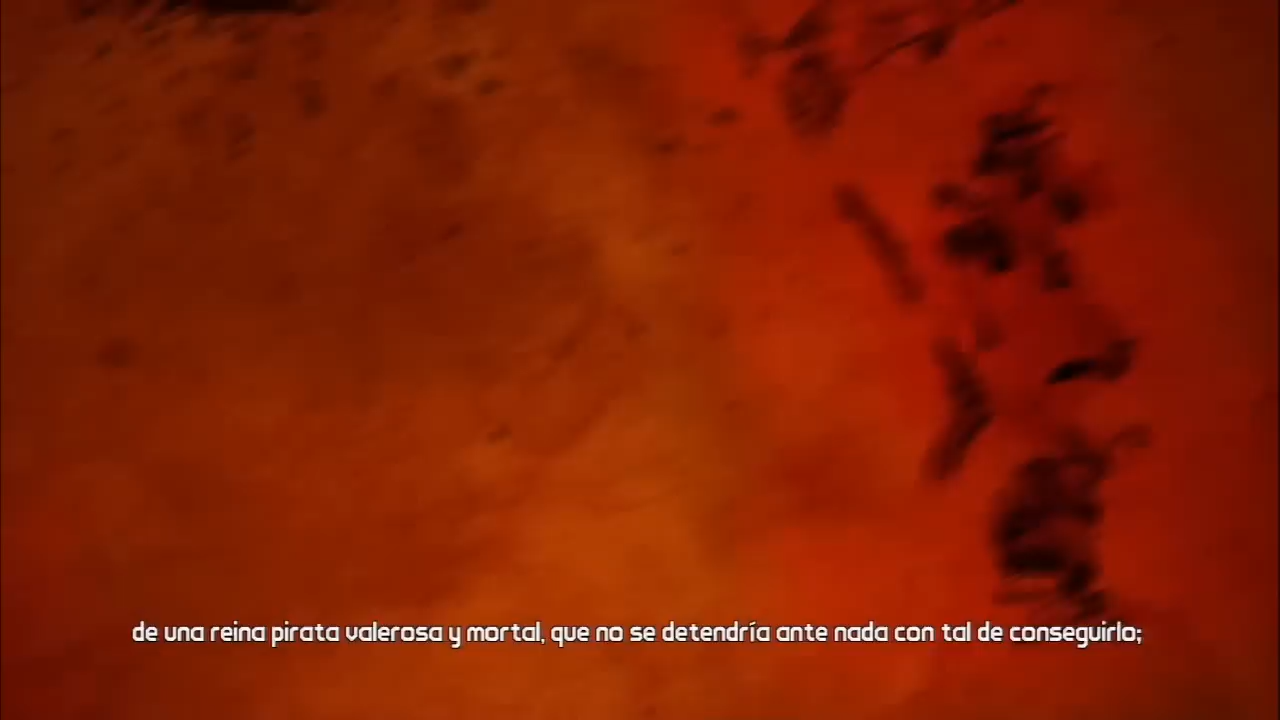 de una reina pirata valerosa y mortal, que no se detendría ante nada con tal de conseguirlo;